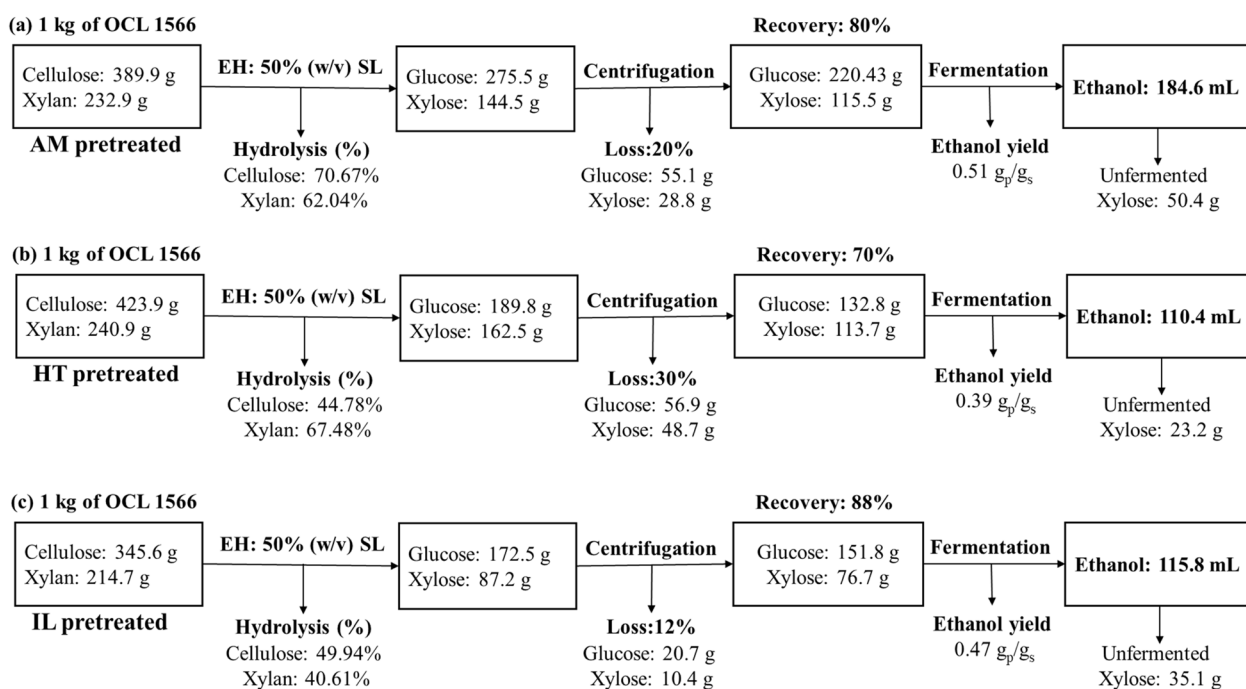 (a) 1 kg of OCL 1566
Recovery: 80%
Cellulose: 389.9 g
Xylan: 232.9 g
EH: 50% (w/v) SL
Glucose: 275.5 g
Xylose: 144.5 g
Centrifugation
Glucose: 220.43 g
Xylose: 115.5 g
Fermentation
Ethanol: 184.6 mL
AM pretreated
Hydrolysis (%)
Cellulose: 70.67%
Xylan: 62.04%
Loss:20%
Glucose: 55.1 g
Xylose: 28.8 g
Ethanol yield
0.51 gp/gs
Unfermented
Xylose: 50.4 g
(b) 1 kg of OCL 1566
Recovery: 70%
Cellulose: 423.9 g
Xylan: 240.9 g
EH: 50% (w/v) SL
Glucose: 189.8 g
Xylose: 162.5 g
Centrifugation
Glucose: 132.8 g
Xylose: 113.7 g
Fermentation
Ethanol: 110.4 mL
HT pretreated
Hydrolysis (%)
Cellulose: 44.78%
Xylan: 67.48%
Loss:30%
Glucose: 56.9 g
Xylose: 48.7 g
Ethanol yield
0.39 gp/gs
Unfermented
Xylose: 23.2 g
(c) 1 kg of OCL 1566
Recovery: 88%
Cellulose: 345.6 g
Xylan: 214.7 g
EH: 50% (w/v) SL
Glucose: 172.5 g
Xylose: 87.2 g
Centrifugation
Glucose: 151.8 g
Xylose: 76.7 g
Fermentation
Ethanol: 115.8 mL
IL pretreated
Hydrolysis (%)
Cellulose: 49.94%
Xylan: 40.61%
Loss:12%
Glucose: 20.7 g
Xylose: 10.4 g
Ethanol yield
0.47 gp/gs
Unfermented
Xylose: 35.1 g